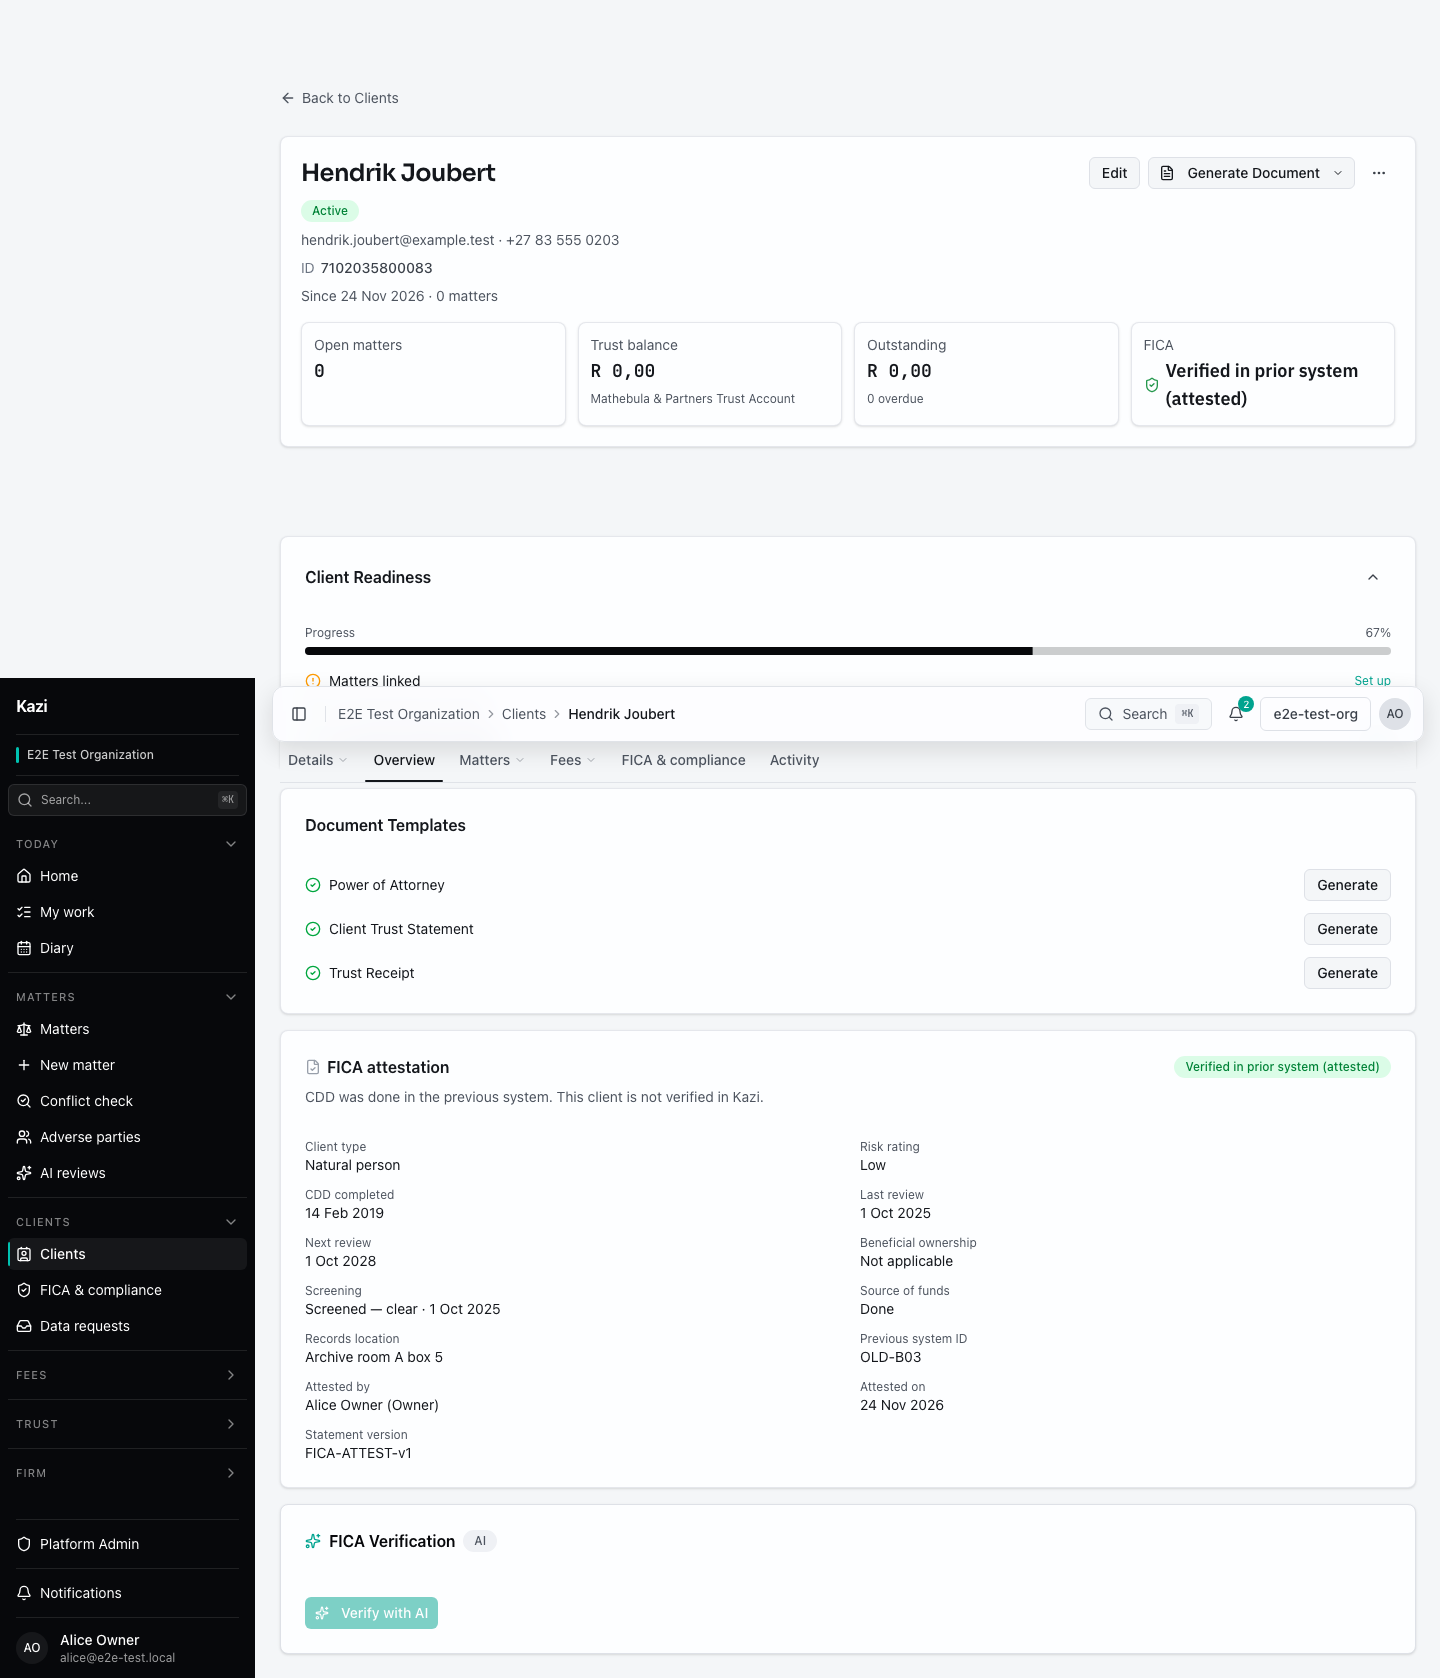 Back to Clients
Hendrik Joubert
Edit
Generate Document
Active
hendrik.joubert@example.test · +27 83 555 0203
ID 7102035800083
Since 24 Nov 2026 · 0 matters
Open matters
0
Trust balance
R 0,00
Mathebula & Partners Trust Account
Outstanding
R 0,00
0 overdue
FICA
Verified in prior system
(attested)
Client Readiness
Progress
67%
Matters linked
Set up
E2E Test Organization
Clients
Hendrik Joubert
Search ⌘K
2
e2e-test-org
AO
Details
Overview
Matters
Fees
FICA & compliance
Activity
Document Templates
Power of Attorney
Generate
Client Trust Statement
Generate
Trust Receipt
Generate
FICA attestation
Verified in prior system (attested)
CDD was done in the previous system. This client is not verified in Kazi.
Client type
Natural person
Risk rating
Low
CDD completed
14 Feb 2019
Last review
1 Oct 2025
Next review
1 Oct 2028
Beneficial ownership
Not applicable
Screening
Screened — clear · 1 Oct 2025
Source of funds
Done
Records location
Archive room A box 5
Previous system ID
OLD-B03
Attested by
Alice Owner (Owner)
Attested on
24 Nov 2026
Statement version
FICA-ATTEST-v1
FICA Verification
AI
Verify with AI
Kazi
E2E Test Organization
Search... ⌘K
TODAY
Home
My work
Diary
MATTERS
Matters
New matter
Conflict check
Adverse parties
AI reviews
CLIENTS
Clients
FICA & compliance
Data requests
FEES
TRUST
FIRM
Platform Admin
Notifications
AO
Alice Owner
alice@e2e-test.local